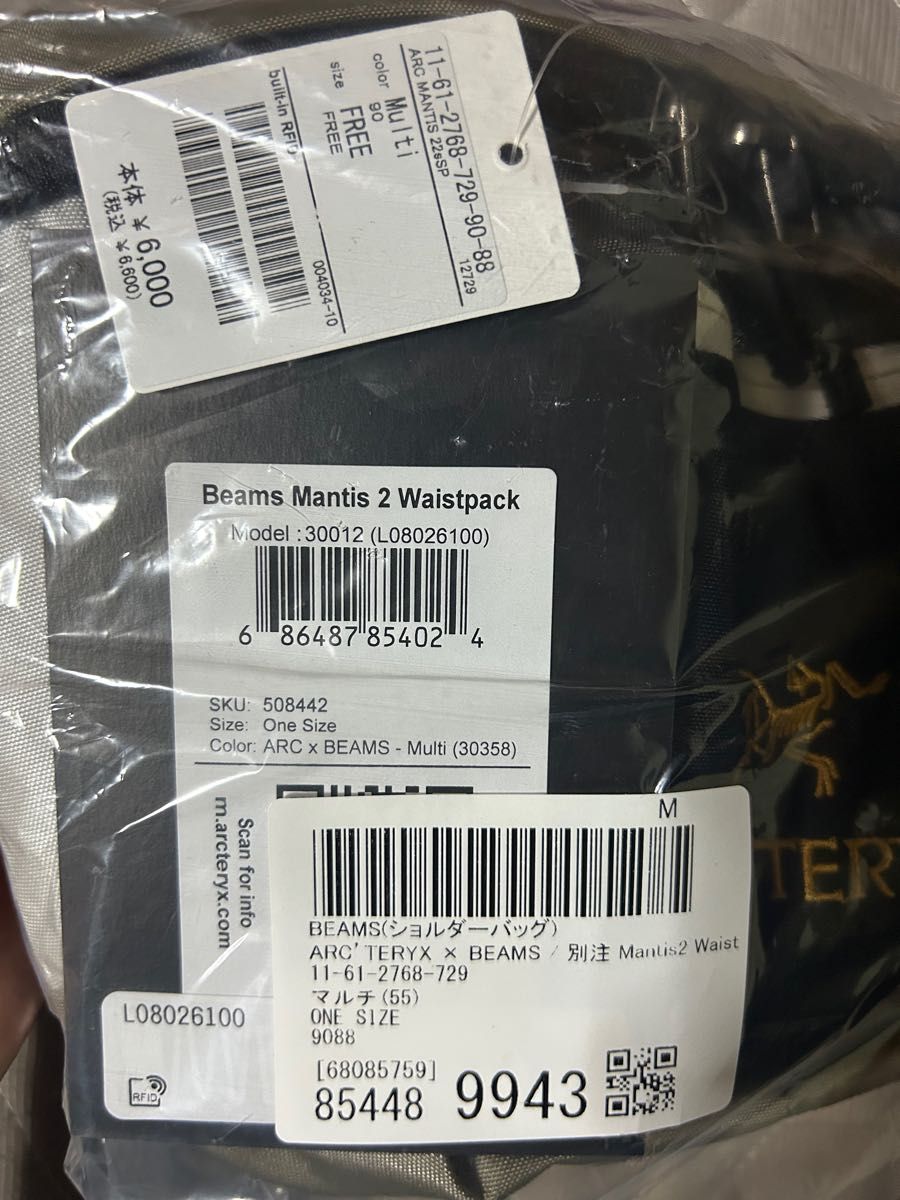 11-61-2768-729-90-88
ARC MANTIS 22sSP 12729
color Multi
90
size FREE
FREE
built-in RFID 004034-10
本体 ¥6,000
(税込 ¥6,600)
Beams Mantis 2 Waistpack
Model : 30012 (L08026100)
6 86487 85402 4
SKU: 508442
Size: One Size
Color: ARC x BEAMS - Multi (30358)
Scan for info
m.arcteryx.com
L08026100
RFID
M
BEAMS(ショルダーバッグ)
ARC'TERYX × BEAMS / 別注 Mantis2 Waist
11-61-2768-729
マルチ(55)
ONE SIZE
9088
[68085759]
85448 9943
TERY